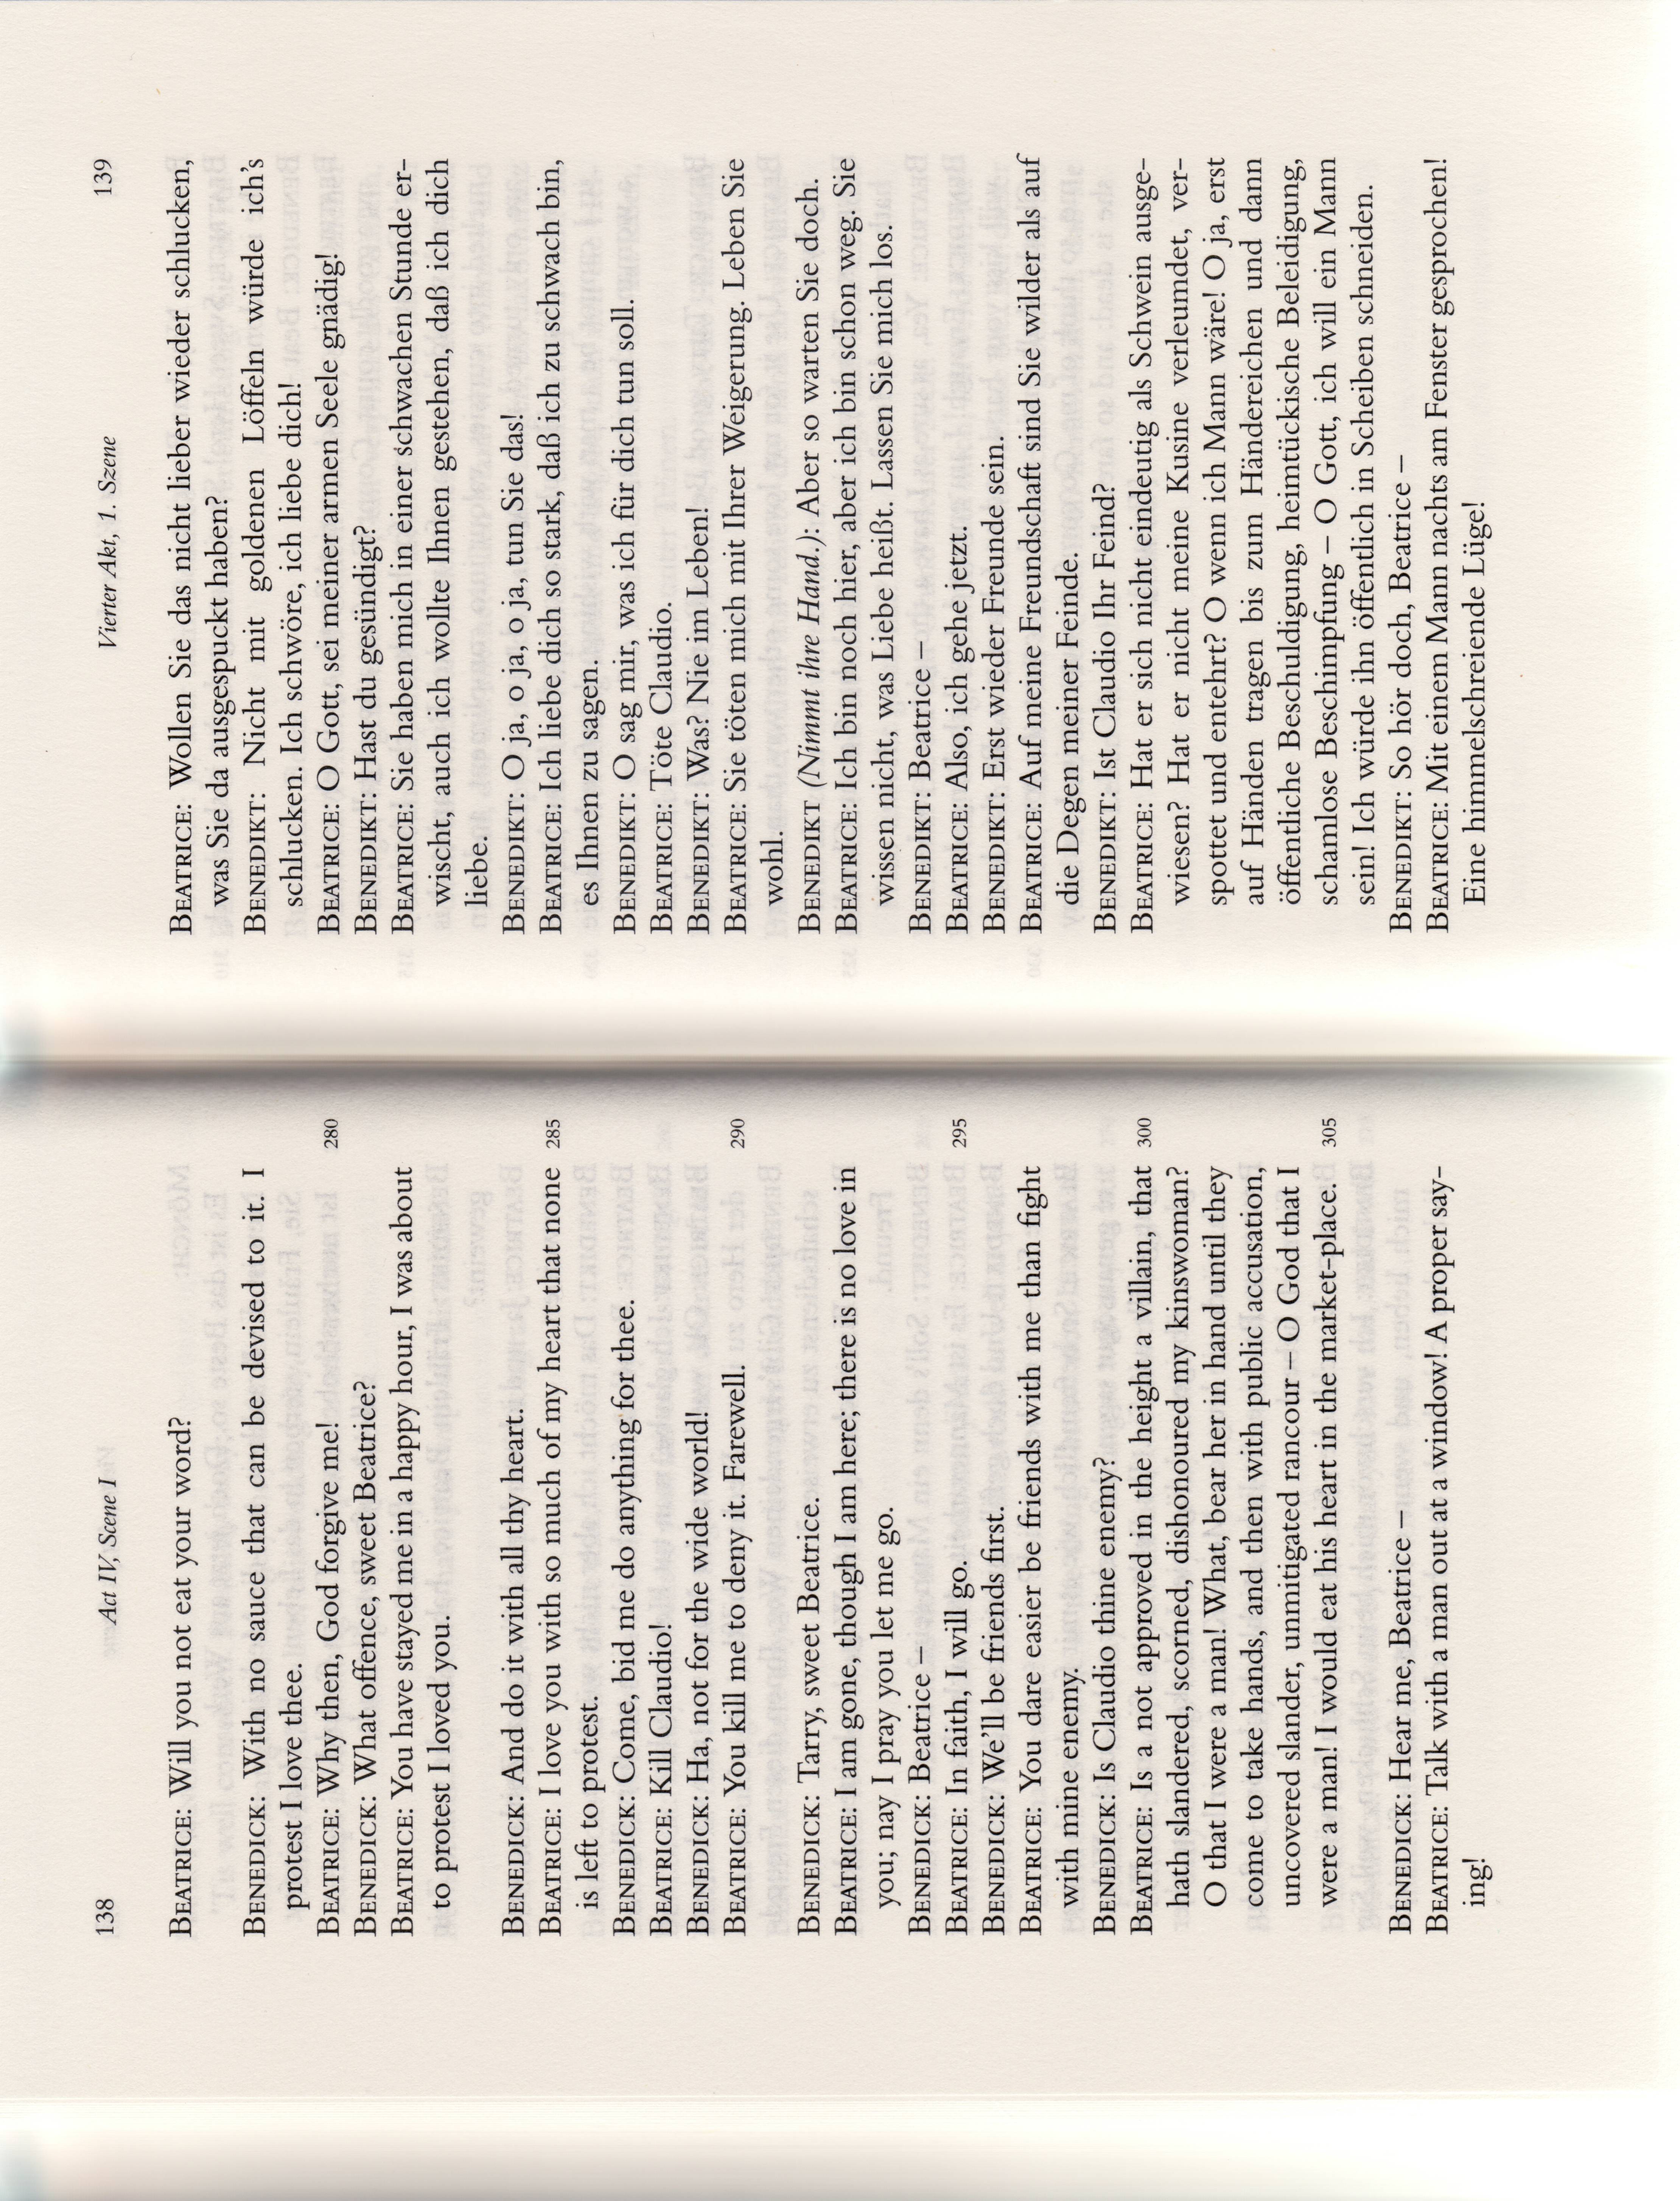 138
Act IV, Scene I
BEATRICE: Will you not eat your word?
BENEDICK: With no sauce that can be devised to it. I
protest I love thee.
BEATRICE: Why then, God forgive me! 280
BENEDICK: What offence, sweet Beatrice?
BEATRICE: You have stayed me in a happy hour, I was about
to protest I loved you.
BENEDICK: And do it with all thy heart.
BEATRICE: I love you with so much of my heart that none 285
is left to protest.
BENEDICK: Come, bid me do anything for thee.
BEATRICE: Kill Claudio!
BENEDICK: Ha, not for the wide world!
BEATRICE: You kill me to deny it. Farewell. 290
BENEDICK: Tarry, sweet Beatrice.
BEATRICE: I am gone, though I am here; there is no love in
you; nay I pray you let me go.
BENEDICK: Beatrice –
BEATRICE: In faith, I will go. 295
BENEDICK: We'll be friends first.
BEATRICE: You dare easier be friends with me than fight
with mine enemy.
BENEDICK: Is Claudio thine enemy?
BEATRICE: Is a not approved in the height a villain, that 300
hath slandered, scorned, dishonoured my kinswoman?
O that I were a man! What, bear her in hand until they
come to take hands, and then with public accusation,
uncovered slander, unmitigated rancour – O God that I
were a man! I would eat his heart in the market-place. 305
BENEDICK: Hear me, Beatrice –
BEATRICE: Talk with a man out at a window! A proper say-
ing!
Vierter Akt, 1. Szene
139
BEATRICE: Wollen Sie das nicht lieber wieder schlucken,
was Sie da ausgespuckt haben?
BENEDIKT: Nicht mit goldenen Löffeln würde ich's
schlucken. Ich schwöre, ich liebe dich!
BEATRICE: O Gott, sei meiner armen Seele gnädig!
BENEDIKT: Hast du gesündigt?
BEATRICE: Sie haben mich in einer schwachen Stunde er-
wischt, auch ich wollte Ihnen gestehen, daß ich dich
liebe.
BENEDIKT: O ja, o ja, o ja, tun Sie das!
BEATRICE: Ich liebe dich so stark, daß ich zu schwach bin,
es Ihnen zu sagen.
BENEDIKT: O sag mir, was ich für dich tun soll.
BEATRICE: Töte Claudio.
BENEDIKT: Was? Nie im Leben!
BEATRICE: Sie töten mich mit Ihrer Weigerung. Leben Sie
wohl.
BENEDIKT (Nimmt ihre Hand.): Aber so warten Sie doch.
BEATRICE: Ich bin noch hier, aber ich bin schon weg. Sie
wissen nicht, was Liebe heißt. Lassen Sie mich los.
BENEDIKT: Beatrice –
BEATRICE: Also, ich gehe jetzt.
BENEDIKT: Erst wieder Freunde sein.
BEATRICE: Auf meine Freundschaft sind Sie wilder als auf
die Degen meiner Feinde.
BENEDIKT: Ist Claudio Ihr Feind?
BEATRICE: Hat er sich nicht eindeutig als Schwein ausge-
wiesen? Hat er nicht meine Kusine verleumdet, ver-
spottet und entehrt? O wenn ich Mann wäre! O ja, erst
auf Händen tragen bis zum Händereichen und dann
öffentliche Beschuldigung, heimtückische Beleidigung,
schamlose Beschimpfung – O Gott, ich will ein Mann
sein! Ich würde ihn öffentlich in Scheiben schneiden.
BENEDIKT: So hör doch, Beatrice –
BEATRICE: Mit einem Mann nachts am Fenster gesprochen!
Eine himmelschreiende Lüge!